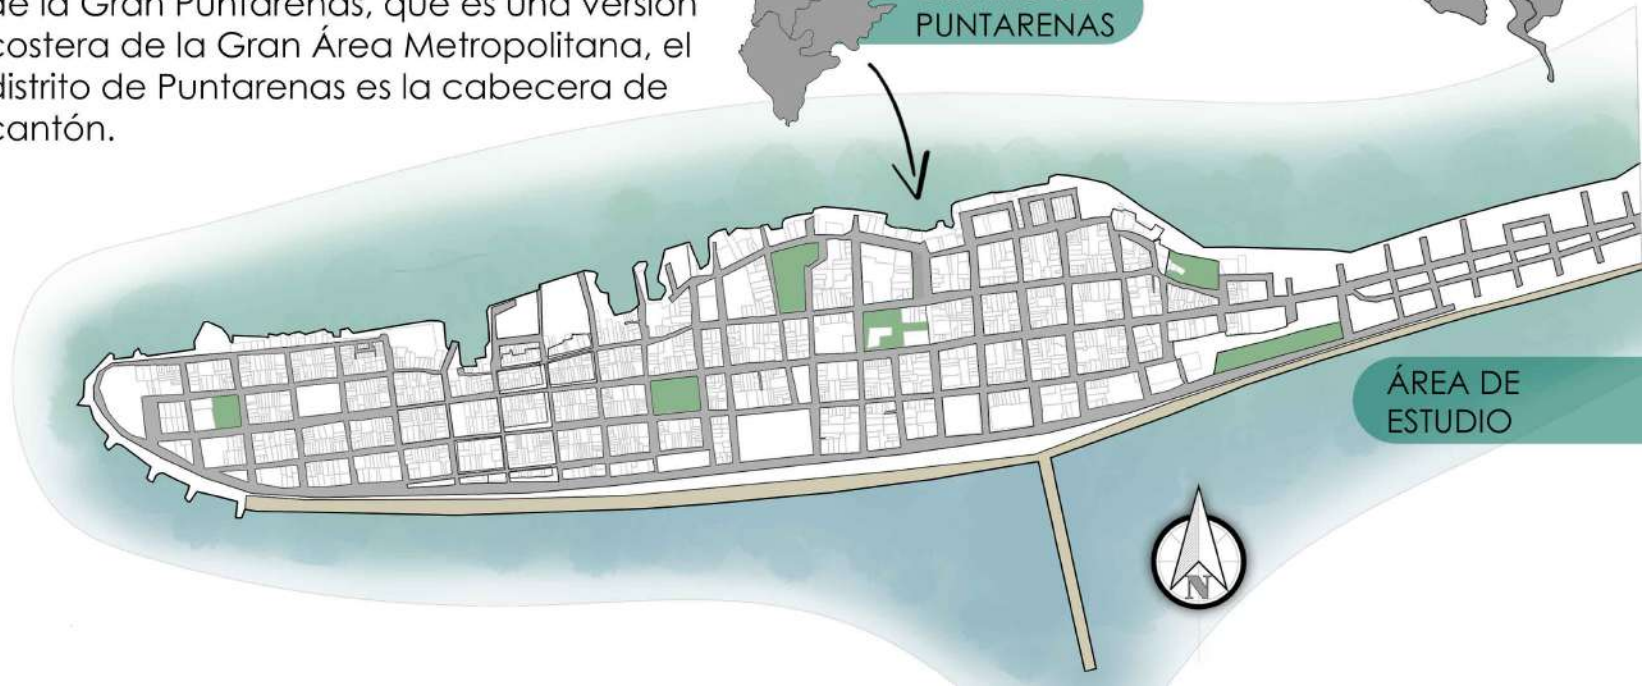 de la Gran Puntarenas, que es una versión
costera de la Gran Área Metropolitana, el
distrito de Puntarenas es la cabecera de
cantón.
PUNTARENAS
ÁREA DE
ESTUDIO
N